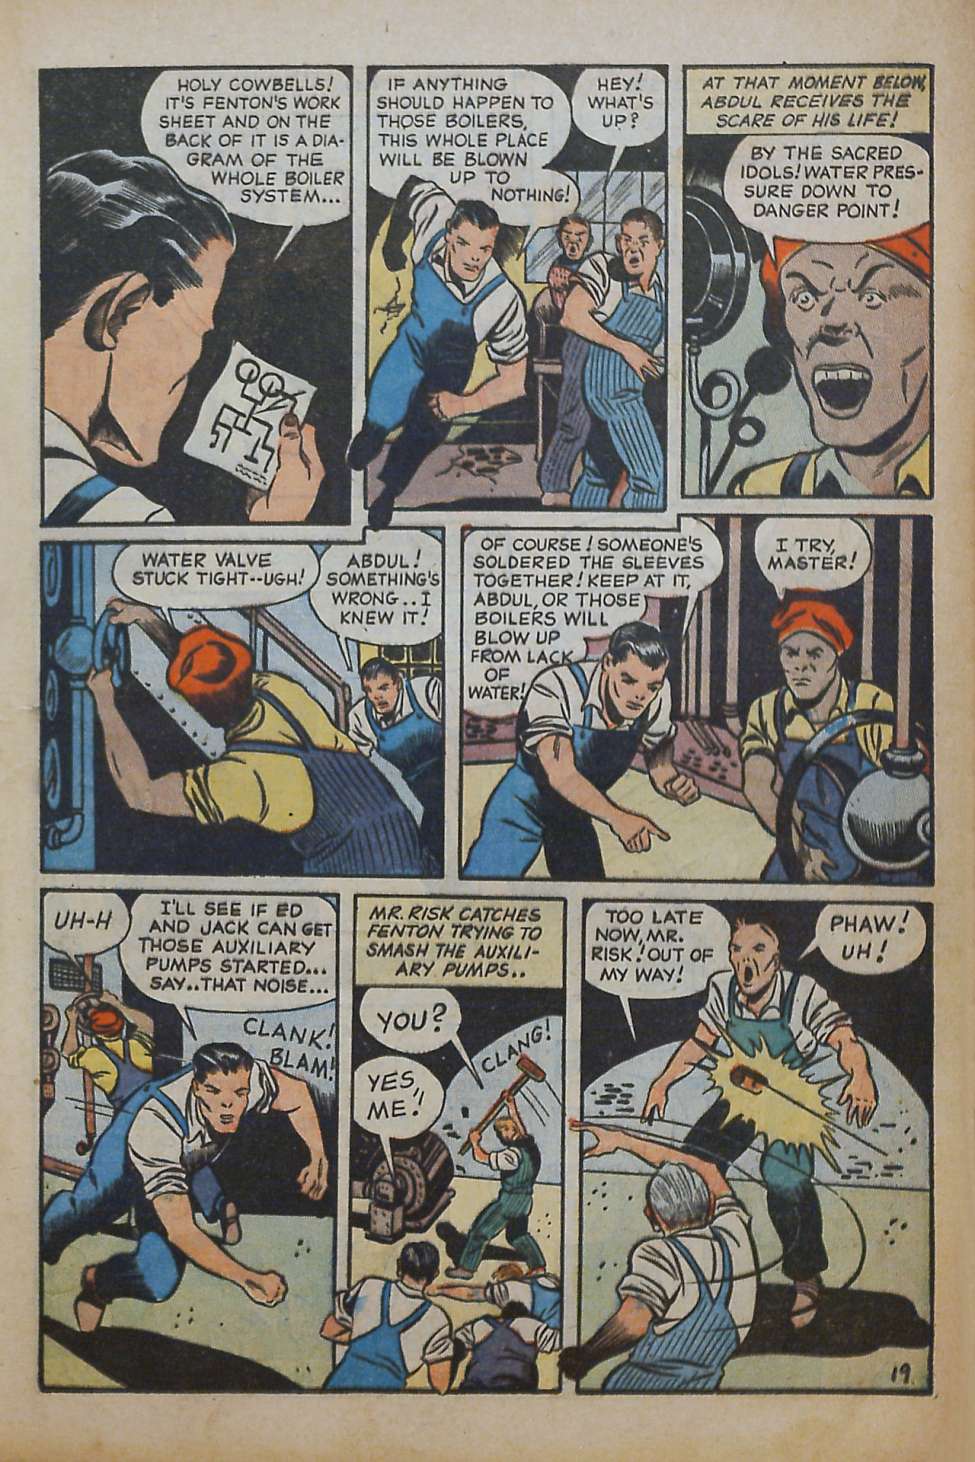 HOLY COWBELLS!
IT'S FENTON'S WORK
SHEET AND ON THE
BACK OF IT IS A DIA-
GRAM OF THE
WHOLE BOILER
SYSTEM...
IF ANYTHING
SHOULD HAPPEN TO
THOSE BOILERS,
THIS WHOLE PLACE
WILL BE BLOWN
UP TO
NOTHING!
HEY!
WHAT'S
UP?
AT THAT MOMENT BELOW,
ABDUL RECEIVES THE
SCARE OF HIS LIFE!
BY THE SACRED
IDOLS! WATER PRES-
SURE DOWN TO
DANGER POINT!
WATER VALVE
STUCK TIGHT--UGH!
ABDUL!
SOMETHING'S
WRONG..I
KNEW IT!
OF COURSE! SOMEONE'S
SOLDERED THE SLEEVES
TOGETHER! KEEP AT IT,
ABDUL, OR THOSE
BOILERS WILL
BLOW UP
FROM LACK
OF
WATER!
I TRY,
MASTER!
UH-H
I'LL SEE IF ED
AND JACK CAN GET
THOSE AUXILIARY
PUMPS STARTED...
SAY..THAT NOISE...
CLANK!
BLAM!
MR. RISK CATCHES
FENTON TRYING TO
SMASH THE AUXILI-
ARY PUMPS..
YOU?
CLANG!
YES,
ME!
TOO LATE
NOW, MR.
RISK! OUT OF
MY WAY!
PHAW!
UH!
19